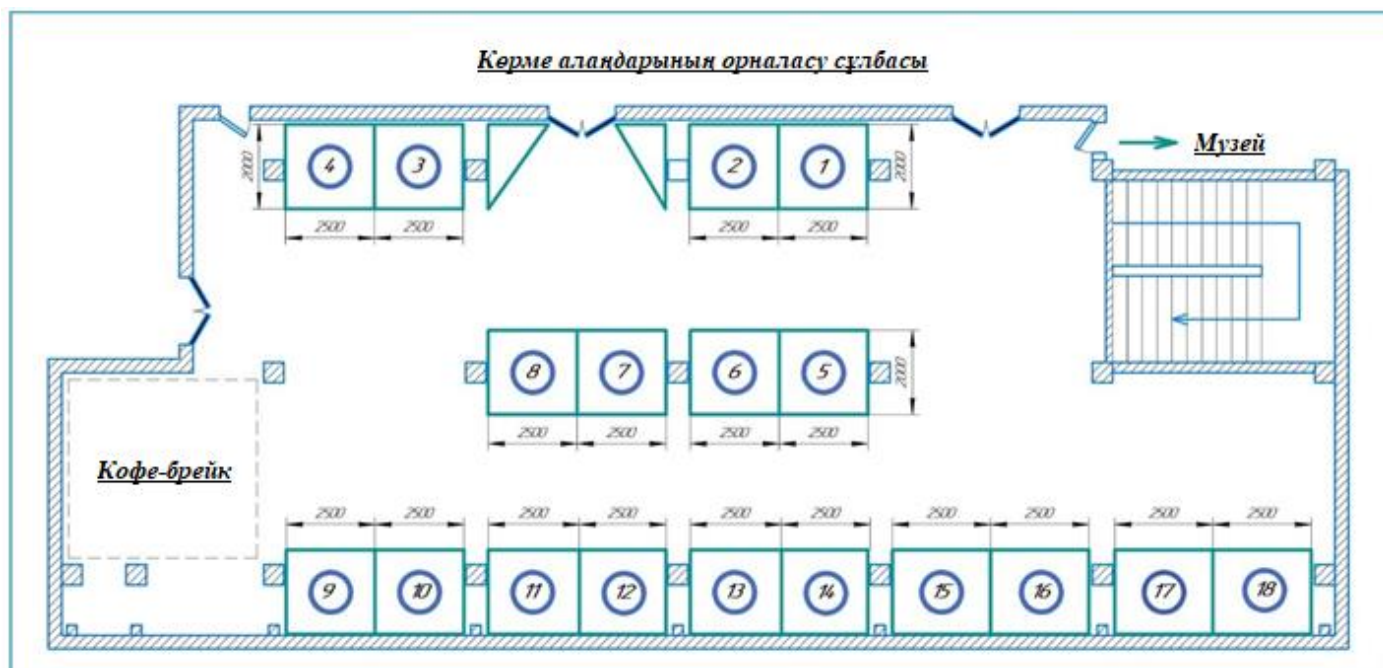 Көрме алаңдарының орналасу сұлбасы
Музей
4 3 2 1
2000 2000
2500 2500 2500 2500
8 7 6 5
2000
2500 2500 2500 2500
Кофе-брейк
2500 2500 2500 2500 2500 2500 2500 2500 2500 2500
9 10 11 12 13 14 15 16 17 18